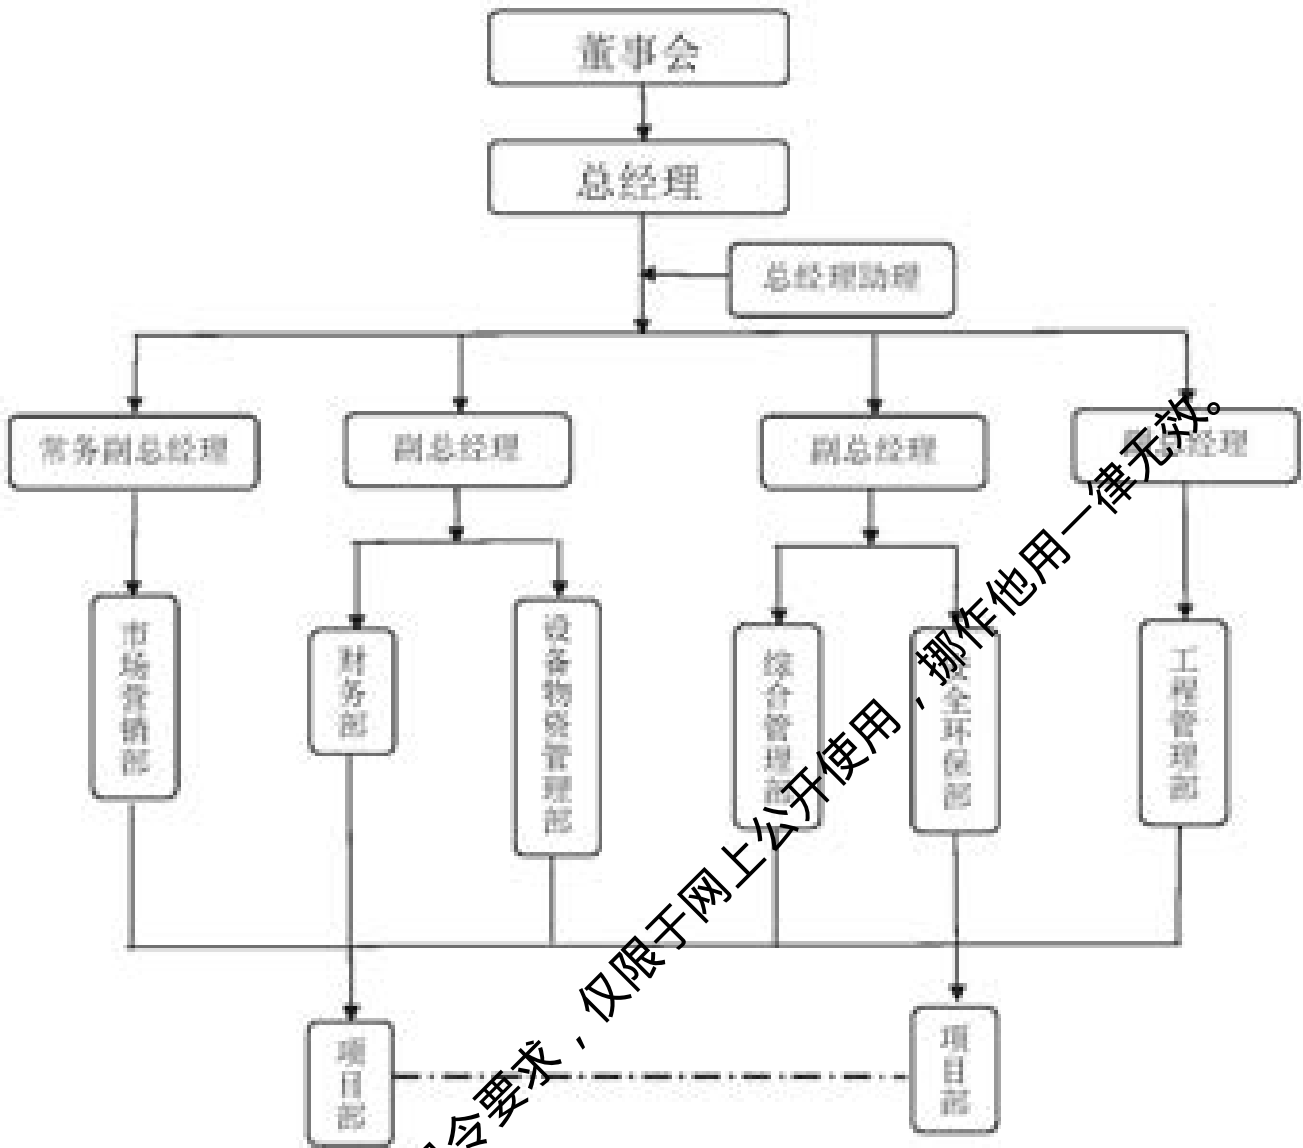 董事会
总经理
总经理助理
常务副总经理
副总经理
副总经理
副总经理
市场营销部
财务部
设备物资管理部
综合管理部
安全环保部
工程管理部
项目部
项目部
令要求，仅限于网上公开使用，挪作他用一律无效。